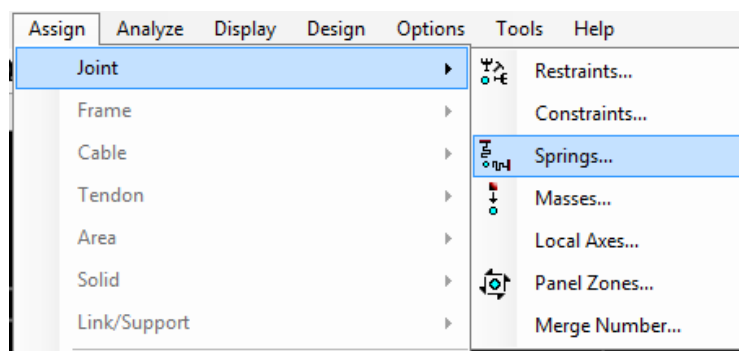 Assign Analyze Display Design Options Tools Help
Joint
Frame
Cable
Tendon
Area
Solid
Link/Support
Restraints...
Constraints...
Springs...
Masses...
Local Axes...
Panel Zones...
Merge Number...